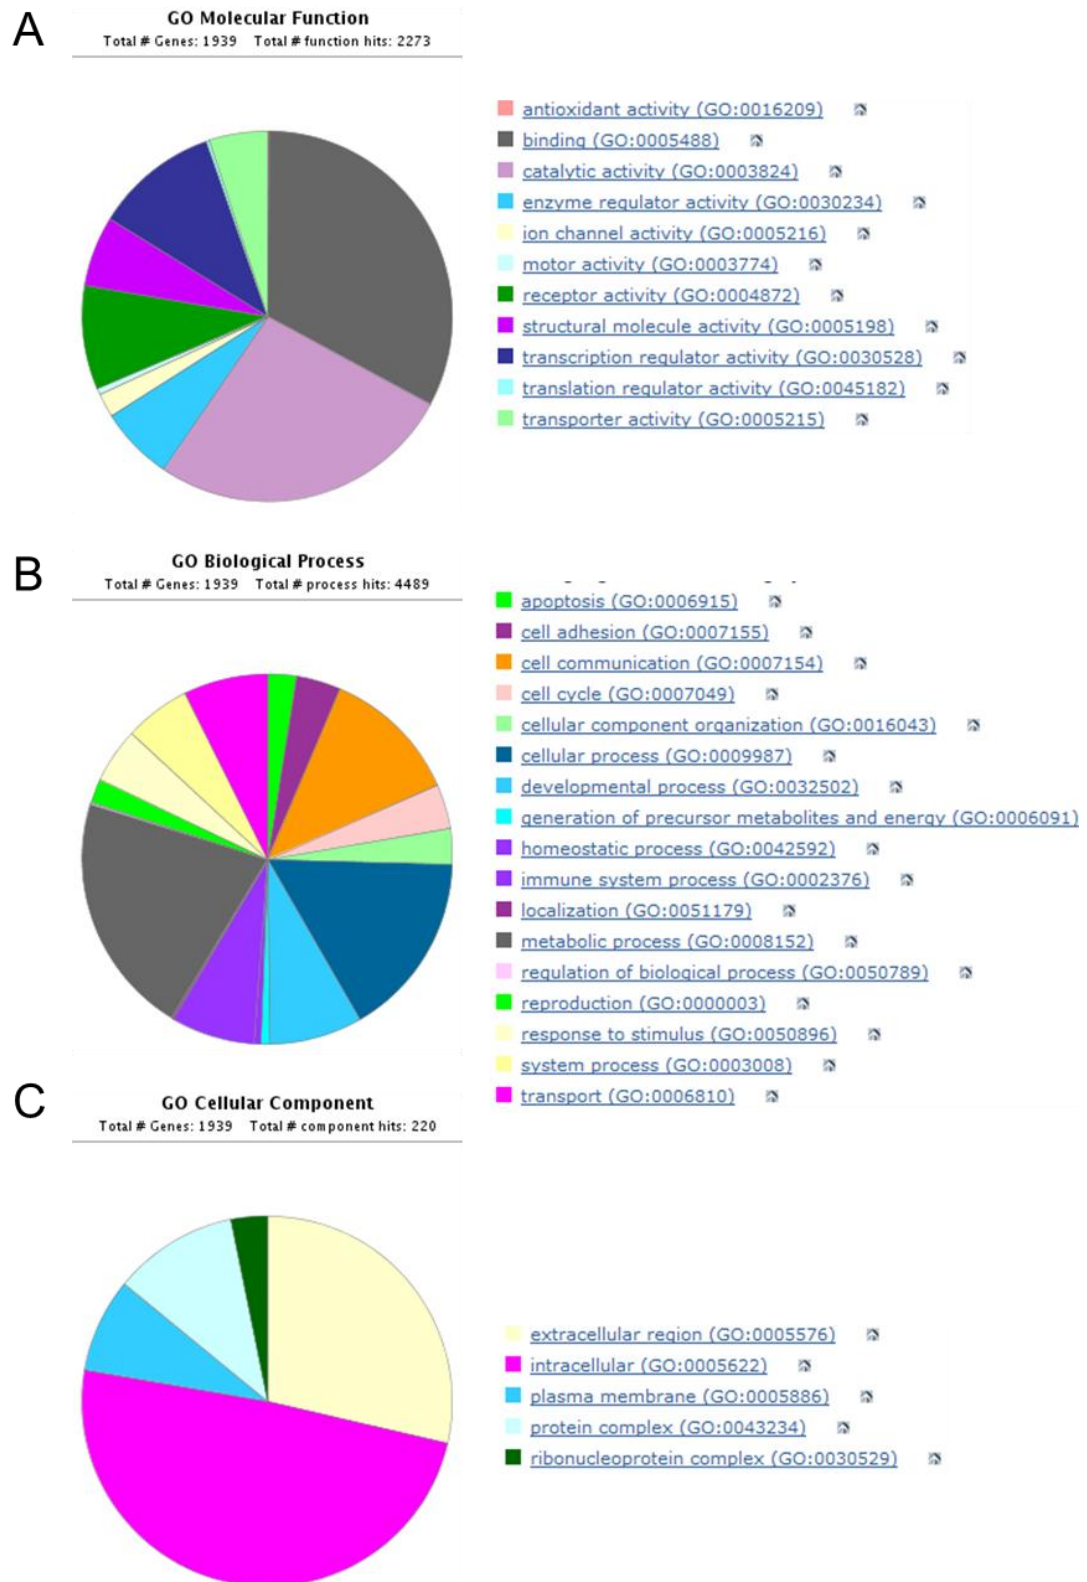 A
GO Molecular Function
Total # Genes: 1939 Total # function hits: 2273
antioxidant activity (GO:0016209)
binding (GO:0005488)
catalytic activity (GO:0003824)
enzyme regulator activity (GO:0030234)
ion channel activity (GO:0005216)
motor activity (GO:0003774)
receptor activity (GO:0004872)
structural molecule activity (GO:0005198)
transcription regulator activity (GO:0030528)
translation regulator activity (GO:0045182)
transporter activity (GO:0005215)
B
GO Biological Process
Total # Genes: 1939 Total # process hits: 4489
apoptosis (GO:0006915)
cell adhesion (GO:0007155)
cell communication (GO:0007154)
cell cycle (GO:0007049)
cellular component organization (GO:0016043)
cellular process (GO:0009987)
developmental process (GO:0032502)
generation of precursor metabolites and energy (GO:0006091)
homeostatic process (GO:0042592)
immune system process (GO:0002376)
localization (GO:0051179)
metabolic process (GO:0008152)
regulation of biological process (GO:0050789)
reproduction (GO:0000003)
response to stimulus (GO:0050896)
system process (GO:0003008)
transport (GO:0006810)
C
GO Cellular Component
Total # Genes: 1939 Total # component hits: 220
extracellular region (GO:0005576)
intracellular (GO:0005622)
plasma membrane (GO:0005886)
protein complex (GO:0043234)
ribonucleoprotein complex (GO:0030529)